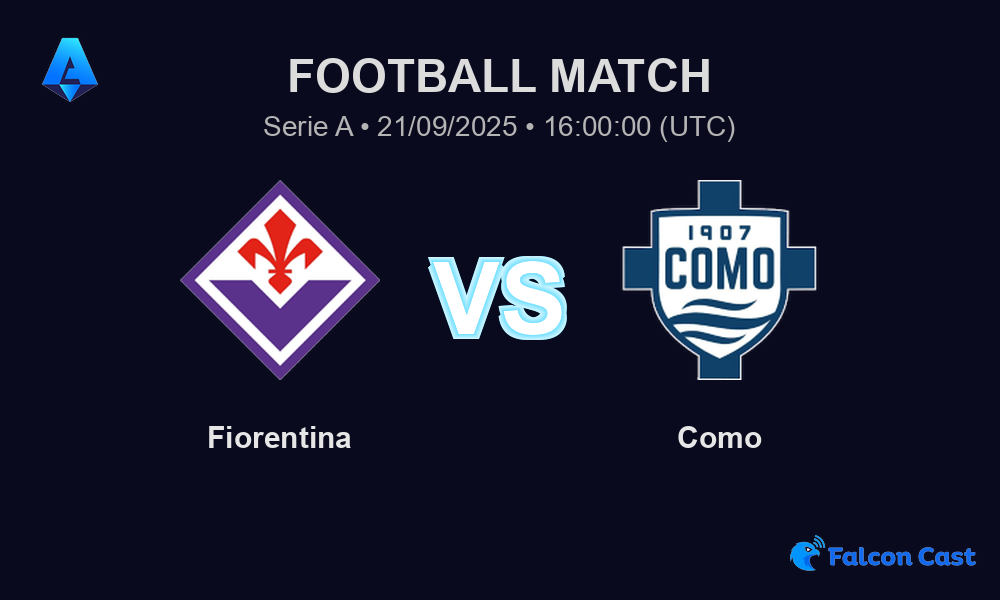 FOOTBALL MATCH
Serie A • 21/09/2025 • 16:00:00 (UTC)
VS
1907
COMO
Fiorentina
Como
Falcon Cast